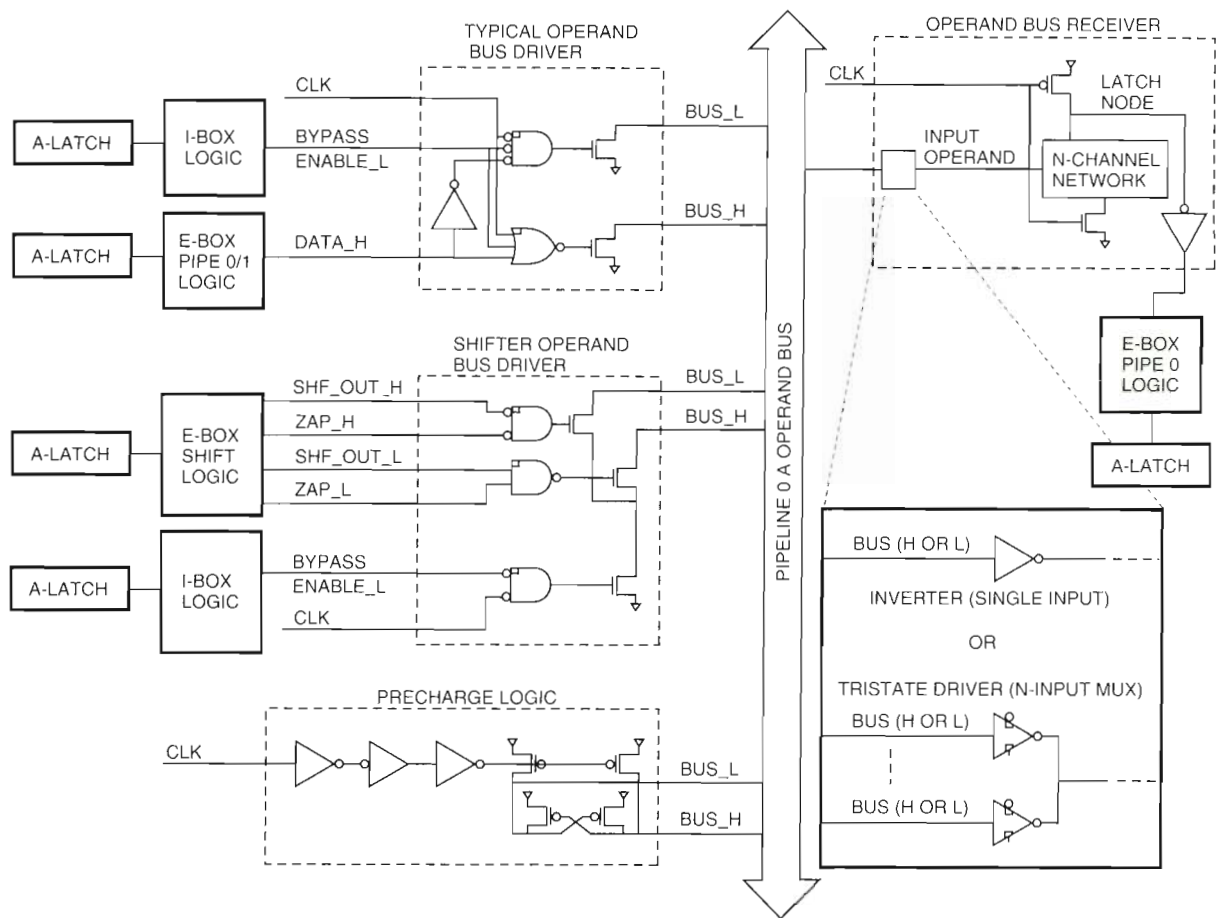 TYPICAL OPERAND
BUS DRIVER
CLK
A-LATCH
I-BOX
LOGIC
BYPASS
ENABLE_L
BUS_L
A-LATCH
E-BOX
PIPE 0/1
LOGIC
DATA_H
BUS_H
SHIFTER OPERAND
BUS DRIVER
A-LATCH
E-BOX
SHIFT
LOGIC
SHF_OUT_H
ZAP_H
SHF_OUT_L
ZAP_L
BUS_L
BUS_H
A-LATCH
I-BOX
LOGIC
BYPASS
ENABLE_L
CLK
PRECHARGE LOGIC
CLK
BUS_L
BUS_H
PIPELINE 0 A OPERAND BUS
OPERAND BUS RECEIVER
CLK
LATCH
NODE
INPUT
OPERAND
N-CHANNEL
NETWORK
E-BOX
PIPE 0
LOGIC
A-LATCH
BUS (H OR L)
INVERTER (SINGLE INPUT)
OR
TRISTATE DRIVER (N-INPUT MUX)
BUS (H OR L)
BUS (H OR L)